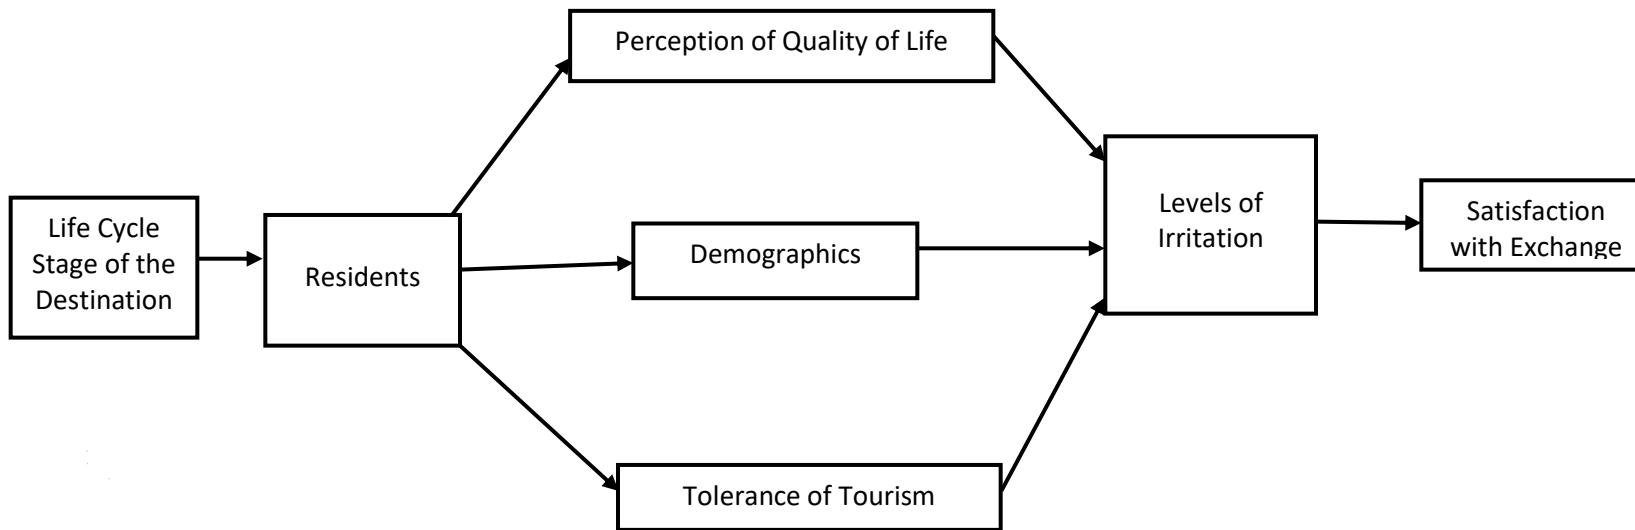 Perception of Quality of Life
Life Cycle
Stage of the
Destination
Residents
Demographics
Tolerance of Tourism
Levels of
Irritation
Satisfaction
with Exchange